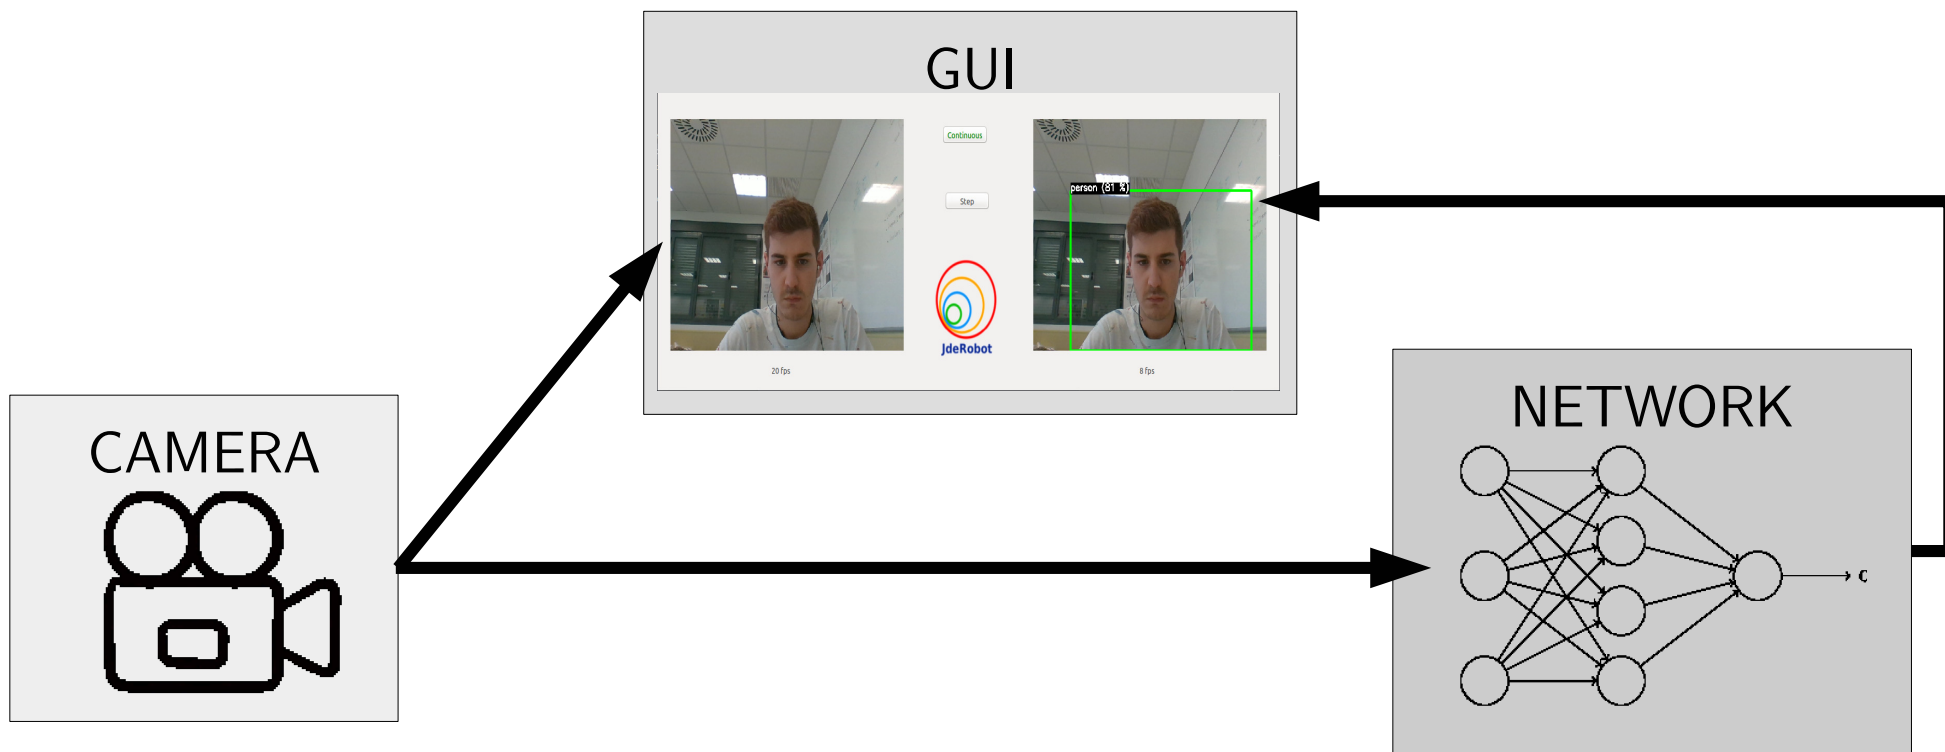 GUI
Continuous
person (81 %)
Step
JdeRobot
20 fps
8 fps
CAMERA
NETWORK